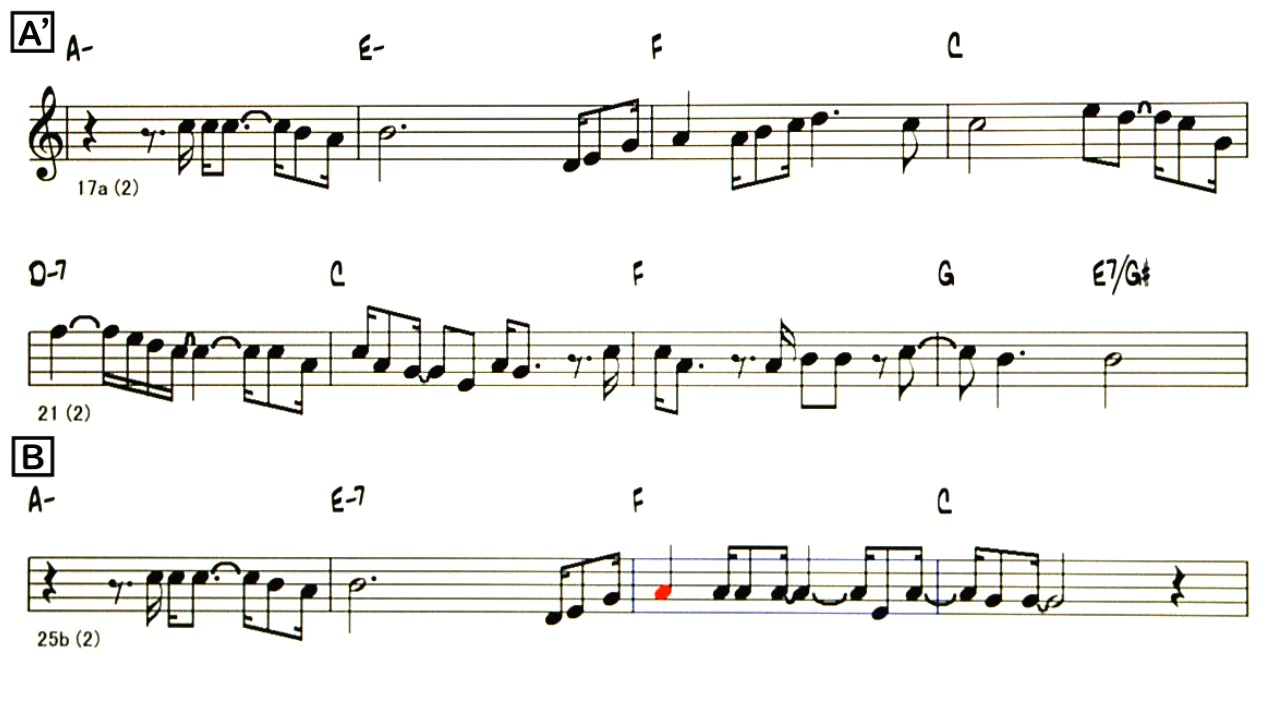 A’
A- E- F C
17a (2)
D-7 C F G E7/G#
21 (2)
B
A- E-7 F C
25b (2)